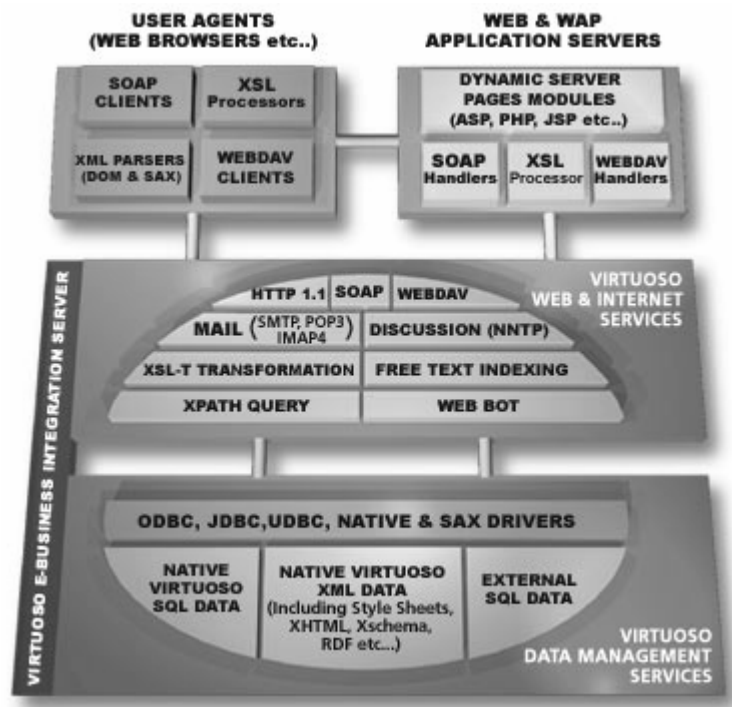 USER AGENTS
(WEB BROWSERS etc..)
WEB & WAP
APPLICATION SERVERS
SOAP
CLIENTS
XSL
Processors
XML PARSERS
(DOM & SAX)
WEBDAV
CLIENTS
DYNAMIC SERVER
PAGES MODULES
(ASP, PHP, JSP etc..)
SOAP
Handlers
XSL
Processor
WEBDAV
Handlers
VIRTUOSO E-BUSINESS INTEGRATION SERVER
VIRTUOSO
WEB & INTERNET
SERVICES
HTTP 1.1
SOAP
WEBDAV
MAIL (SMTP, POP3
IMAP4)
DISCUSSION (NNTP)
XSL-T TRANSFORMATION
FREE TEXT INDEXING
XPATH QUERY
WEB BOT
ODBC, JDBC,UDBC, NATIVE & SAX DRIVERS
NATIVE
VIRTUOSO
SQL DATA
NATIVE VIRTUOSO
XML DATA
(Including Style Sheets,
XHTML, Xschema,
RDF etc...)
EXTERNAL
SQL DATA
VIRTUOSO
DATA MANAGEMENT
SERVICES